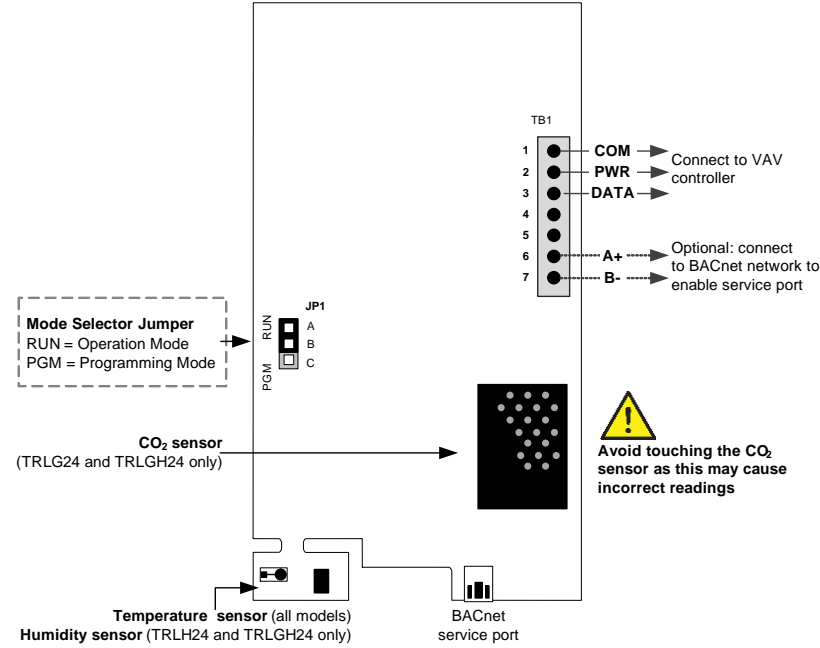 TB1
1
COM
2
PWR
3
DATA
4
5
6
A+
7
B-
Connect to VAV
controller
Optional: connect
to BACnet network to
enable service port
Mode Selector Jumper
RUN = Operation Mode
PGM = Programming Mode
JP1
RUN
PGM
A
B
C
CO₂ sensor
(TRLG24 and TRLGH24 only)
Avoid touching the CO₂
sensor as this may cause
incorrect readings
Temperature sensor (all models)
Humidity sensor (TRLH24 and TRLGH24 only)
BACnet
service port